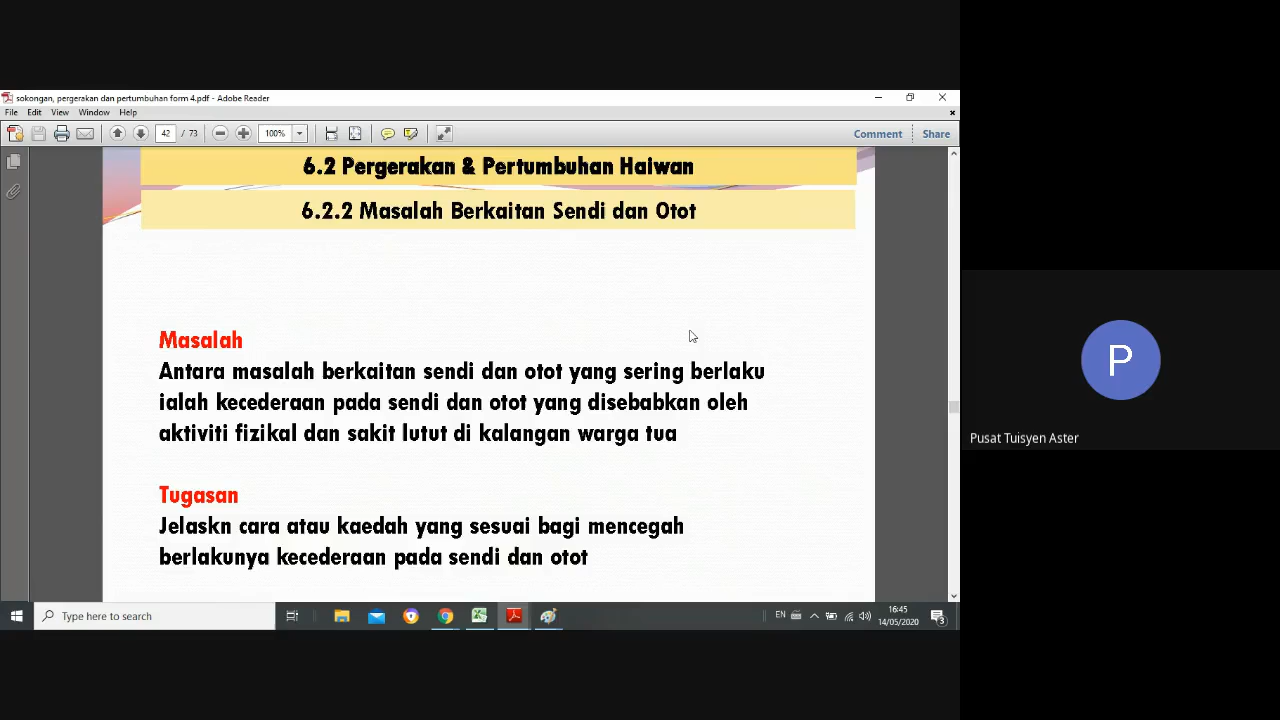 sokongan, pergerakan dan pertumbuhan form 4.pdf - Adobe Reader
File Edit View Window Help
42 / 73 100% Comment Share
6.2 Pergerakan & Pertumbuhan Haiwan
6.2.2 Masalah Berkaitan Sendi dan Otot
Masalah
Antara masalah berkaitan sendi dan otot yang sering berlaku
ialah kecederaan pada sendi dan otot yang disebabkan oleh
aktiviti fizikal dan sakit lutut di kalangan warga tua
Tugasan
Jelaskn cara atau kaedah yang sesuai bagi mencegah
berlakunya kecederaan pada sendi dan otot
P
Pusat Tuisyen Aster
Type here to search
EN
16:45
14/05/2020
3